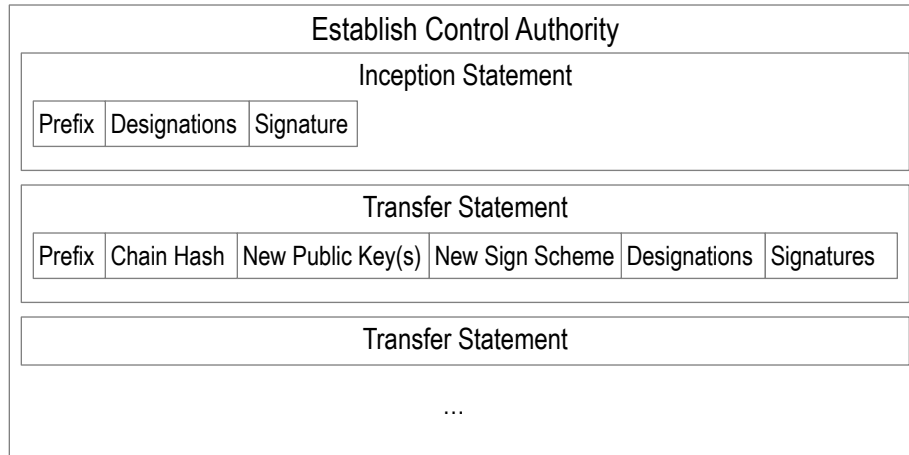 Establish Control Authority
Inception Statement
Prefix Designations Signature
Transfer Statement
Prefix Chain Hash New Public Key(s) New Sign Scheme Designations Signatures
Transfer Statement
...